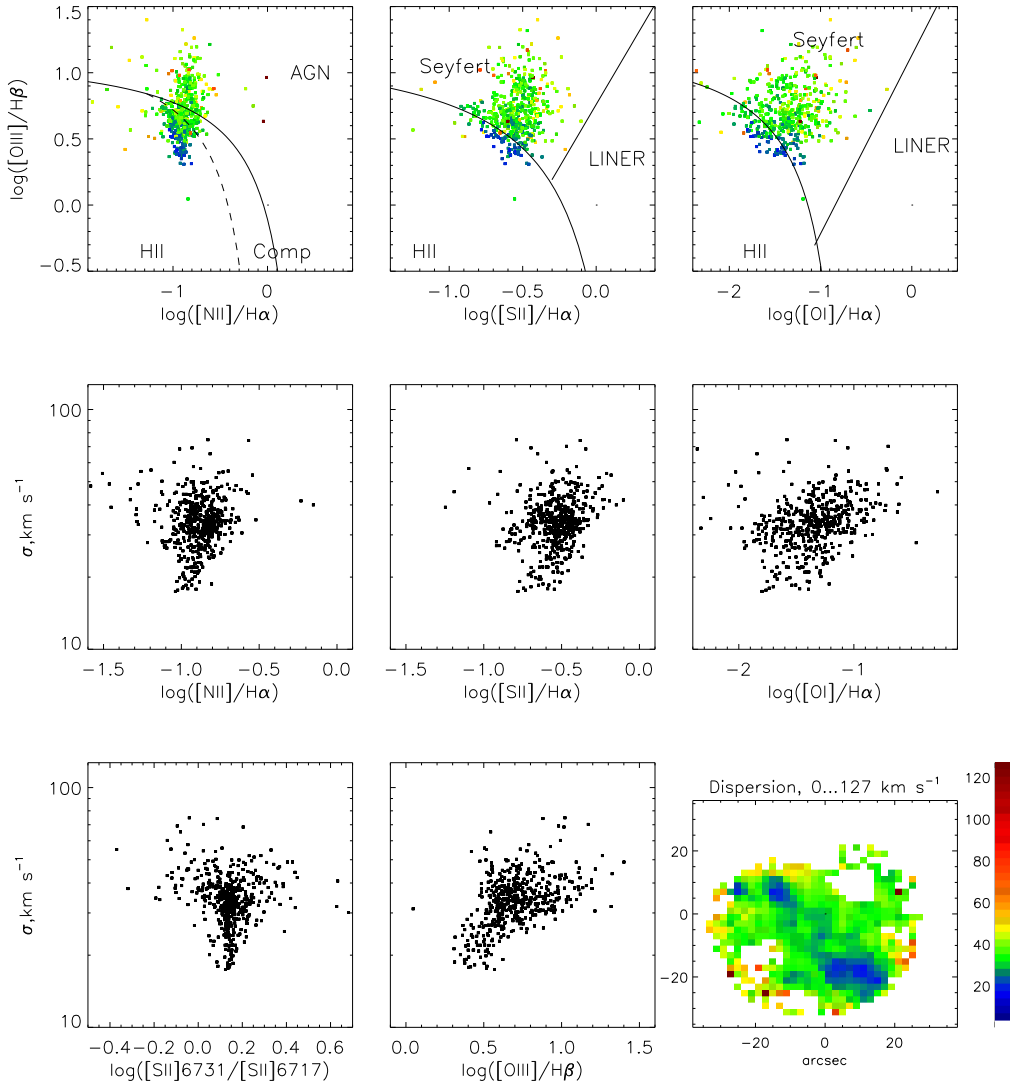 1.5
1.0
0.5
0.0
−0.5
log([OIII]/Hβ)
AGN
HII
Comp
−1
0
log([NII]/Hα)
Seyfert
LINER
HII
−1.0
−0.5
0.0
log([SII]/Hα)
Seyfert
LINER
HII
−2
−1
0
log([OI]/Hα)
100
10
σ,km s⁻¹
−1.5
−1.0
−0.5
0.0
log([NII]/Hα)
−1.0
−0.5
0.0
log([SII]/Hα)
−2
−1
log([OI]/Hα)
100
10
σ,km s⁻¹
−0.4
−0.2
0.0
0.2
0.4
0.6
log([SII]6731/[SII]6717)
0.0
0.5
1.0
1.5
log([OIII]/Hβ)
Dispersion, 0...127 km s⁻¹
20
0
−20
−20
0
20
arcsec
120
100
80
60
40
20